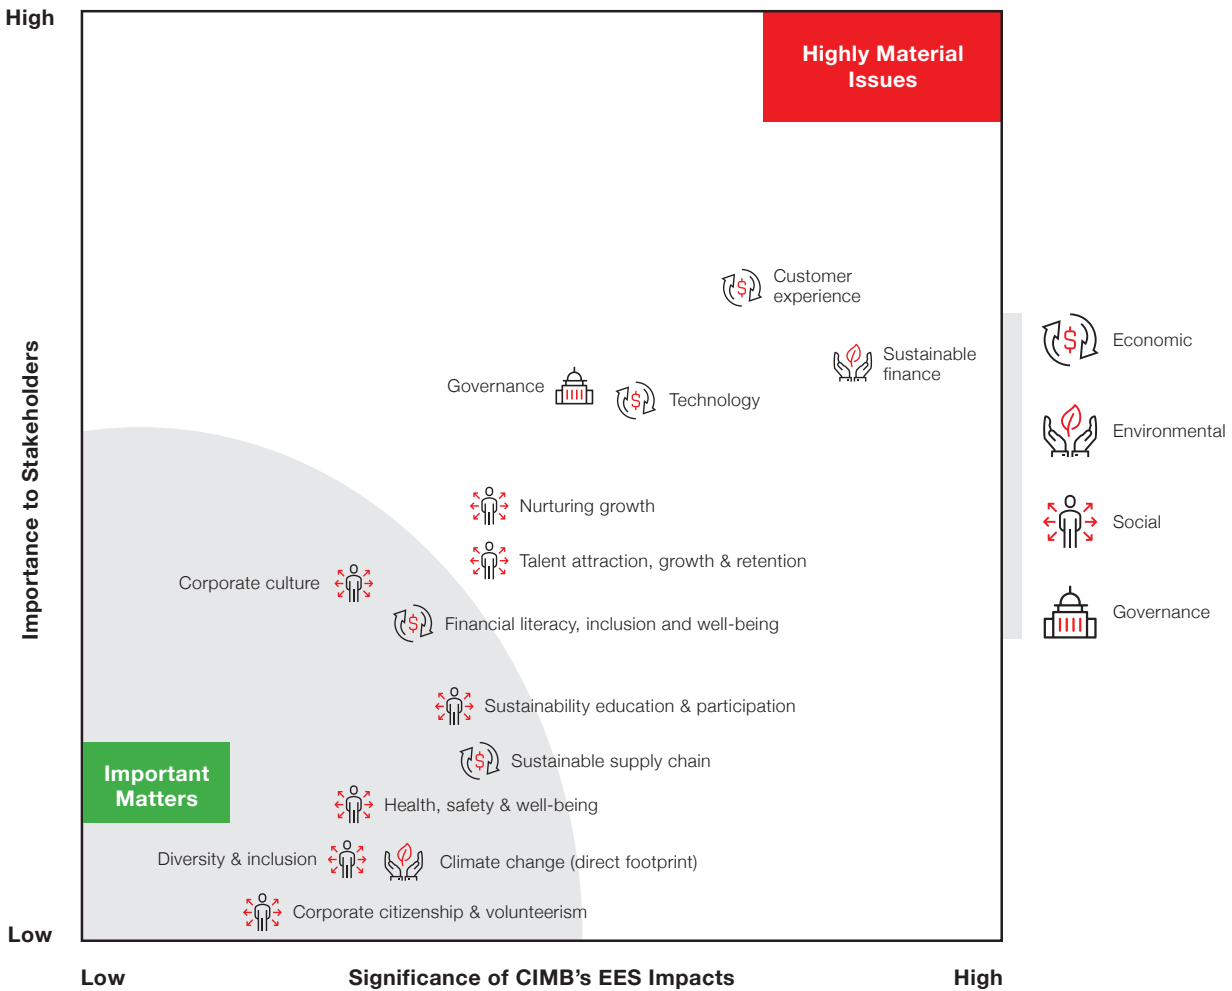 High
Highly Material
Issues
Customer
experience
Sustainable
finance
Governance
Technology
Nurturing growth
Talent attraction, growth & retention
Corporate culture
Financial literacy, inclusion and well-being
Sustainability education & participation
Sustainable supply chain
Important
Matters
Health, safety & well-being
Diversity & inclusion
Climate change (direct footprint)
Corporate citizenship & volunteerism
Importance to Stakeholders
Low
Low
Significance of CIMB's EES Impacts
High
Economic
Environmental
Social
Governance